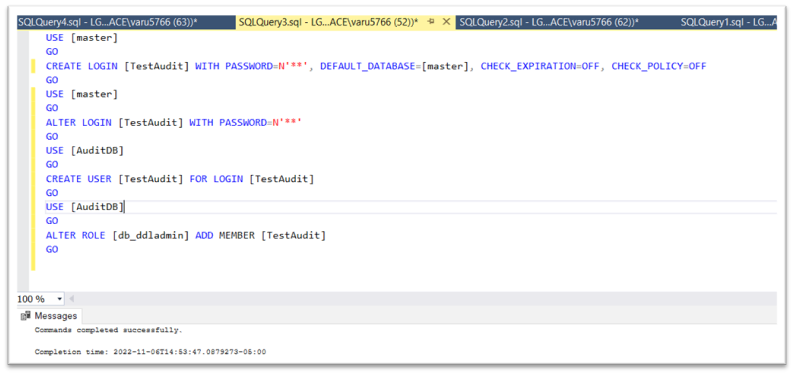 SQLQuery4.sql - LG...ACE\varu5766 (63))* SQLQuery3.sql - LG...ACE\varu5766 (52))* SQLQuery2.sql - LG...ACE\varu5766 (62))* SQLQuery1.sql - LG...A
USE [master]
GO
CREATE LOGIN [TestAudit] WITH PASSWORD=N'**', DEFAULT_DATABASE=[master], CHECK_EXPIRATION=OFF, CHECK_POLICY=OFF
GO
USE [master]
GO
ALTER LOGIN [TestAudit] WITH PASSWORD=N'**'
GO
USE [AuditDB]
GO
CREATE USER [TestAudit] FOR LOGIN [TestAudit]
GO
USE [AuditDB]
GO
ALTER ROLE [db_ddladmin] ADD MEMBER [TestAudit]
GO
100 %
Messages
Commands completed successfully.
Completion time: 2022-11-06T14:53:47.0879273-05:00